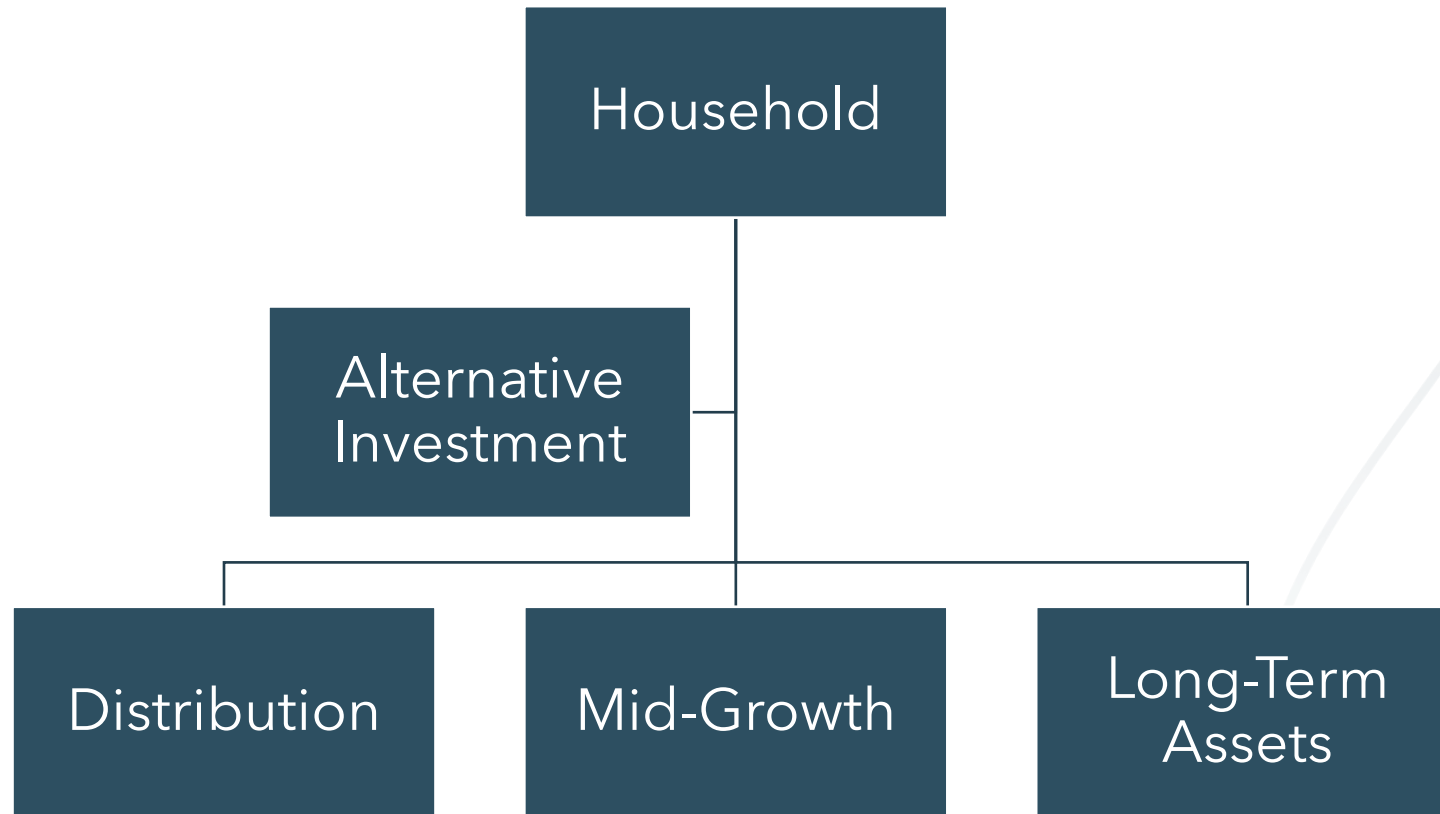 Household
Alternative
Investment
Distribution
Mid-Growth
Long-Term
Assets